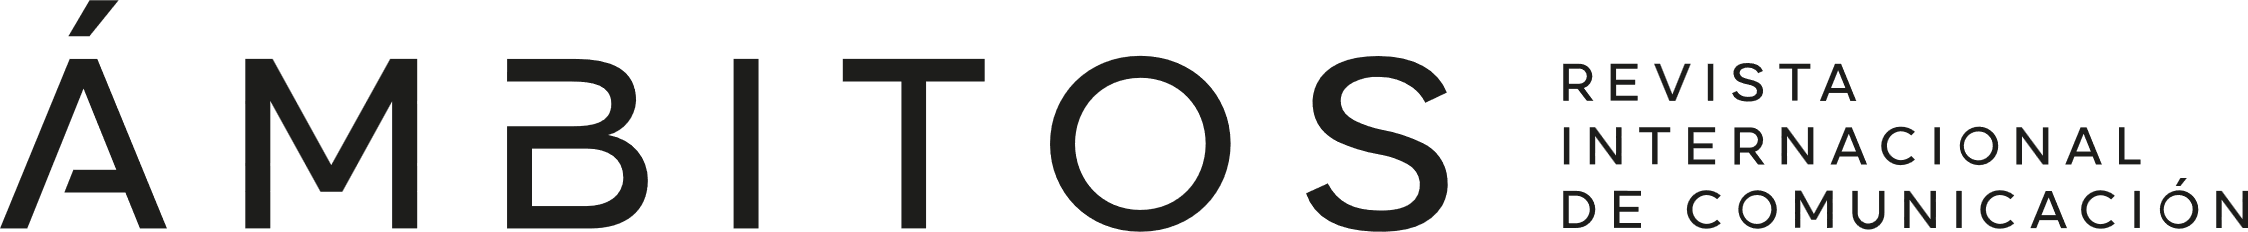 ÁMBITOS
REVISTA
INTERNACIONAL
DE COMUNICACIÓN